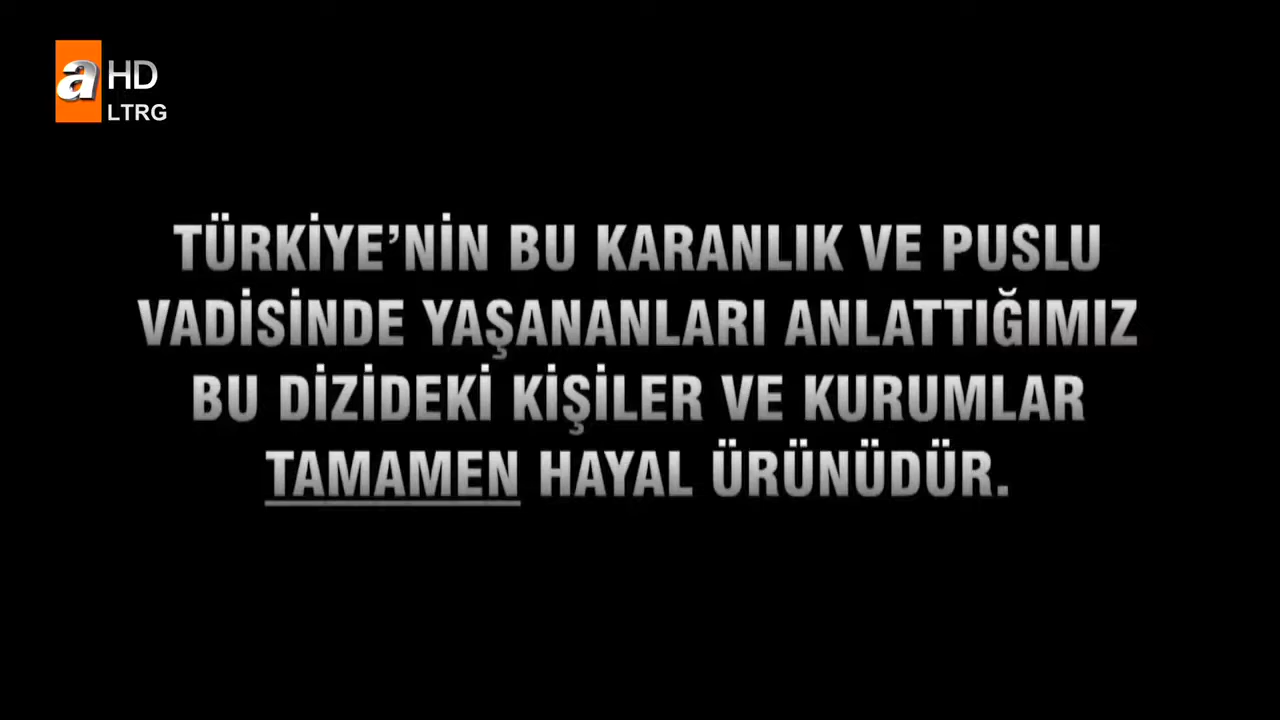 a HD
LTRG
TÜRKİYE'NİN BU KARANLIK VE PUSLU
VADİSİNDE YAŞANANLARI ANLATTIĞIMIZ
BU DİZİDEKİ KİŞİLER VE KURUMLAR
TAMAMEN HAYAL ÜRÜNÜDÜR.